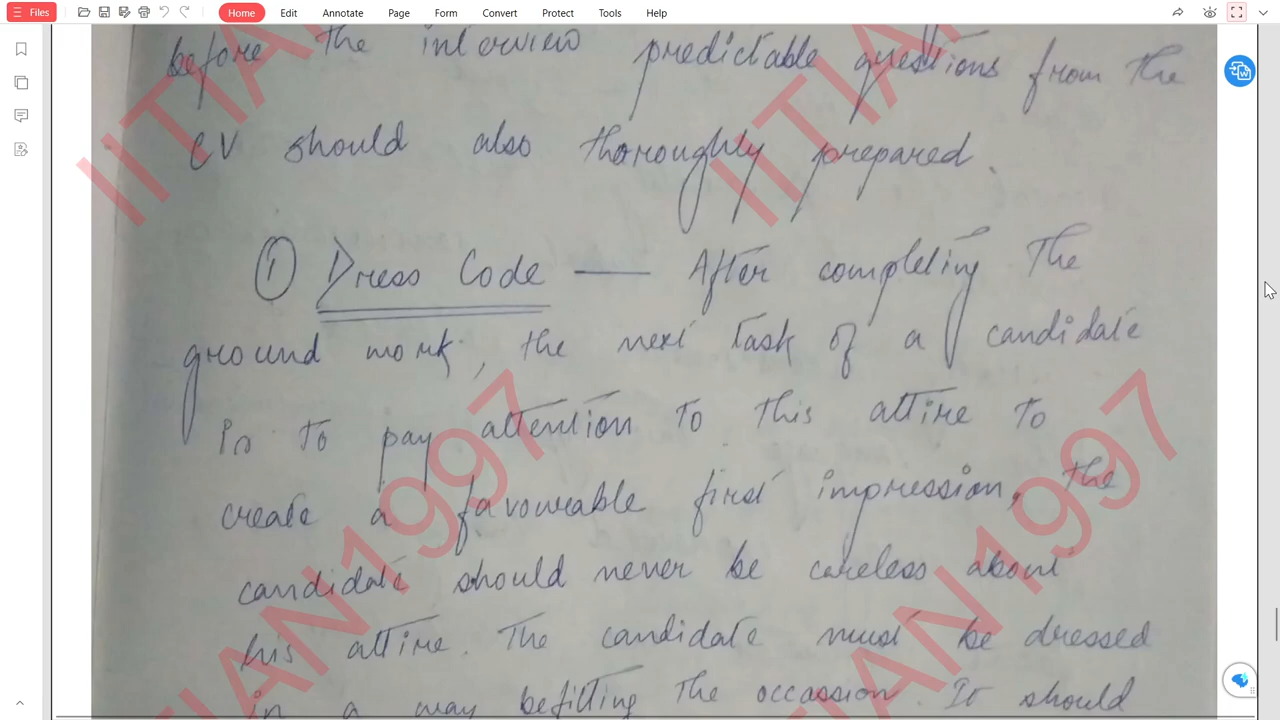 Files
Home
Edit
Annotate
Page
Form
Convert
Protect
Tools
Help
before the interview predictable questions from the
CV should also thoroughly prepared.
① Dress Code — After completing the
ground work, the next task of a candidate
is to pay attention to this attire to
create a favourable first impression, the
candidate should never be careless about
his attire. The candidate must be dressed
in a way befitting the occassion. It should
IITIAN1997
IITIAN1997